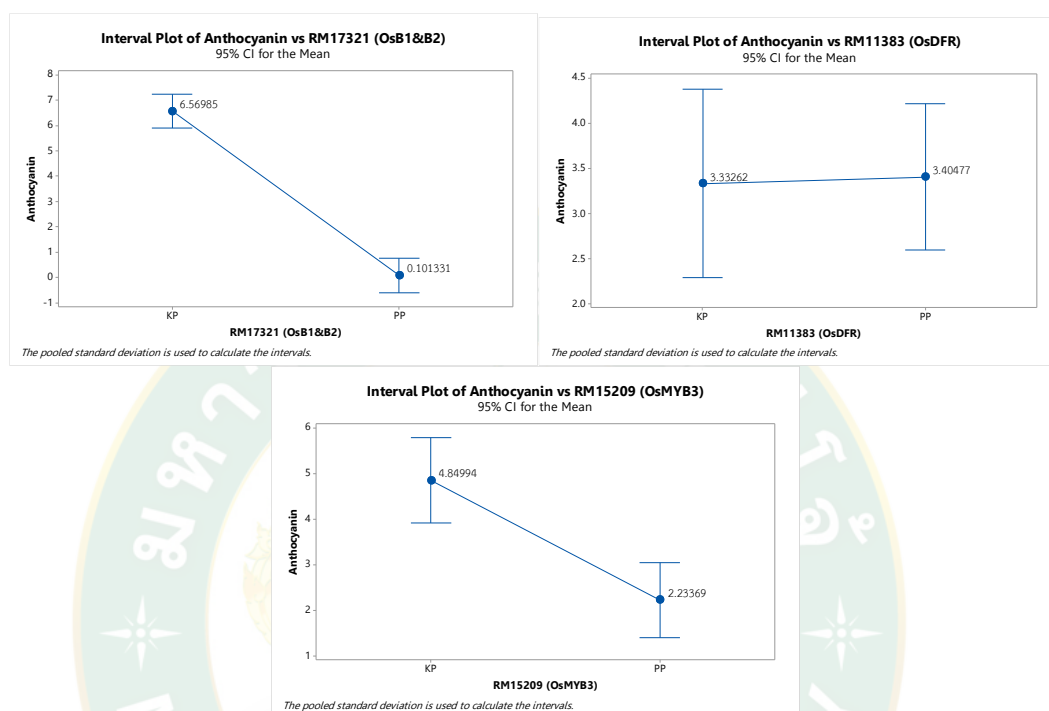 Interval Plot of Anthocyanin vs RM17321 (OsB1&B2)
95% CI for the Mean
8
7
6
5
4
3
2
1
0
-1
Anthocyanin
6.56985
0.101331
KP
PP
RM17321 (OsB1&B2)
The pooled standard deviation is used to calculate the intervals.
Interval Plot of Anthocyanin vs RM11383 (OsDFR)
95% CI for the Mean
4.5
4.0
3.5
3.0
2.5
2.0
Anthocyanin
3.33262
3.40477
KP
PP
RM11383 (OsDFR)
The pooled standard deviation is used to calculate the intervals.
Interval Plot of Anthocyanin vs RM15209 (OsMYB3)
95% CI for the Mean
6
5
4
3
2
1
Anthocyanin
4.84994
2.23369
KP
PP
RM15209 (OsMYB3)
The pooled standard deviation is used to calculate the intervals.